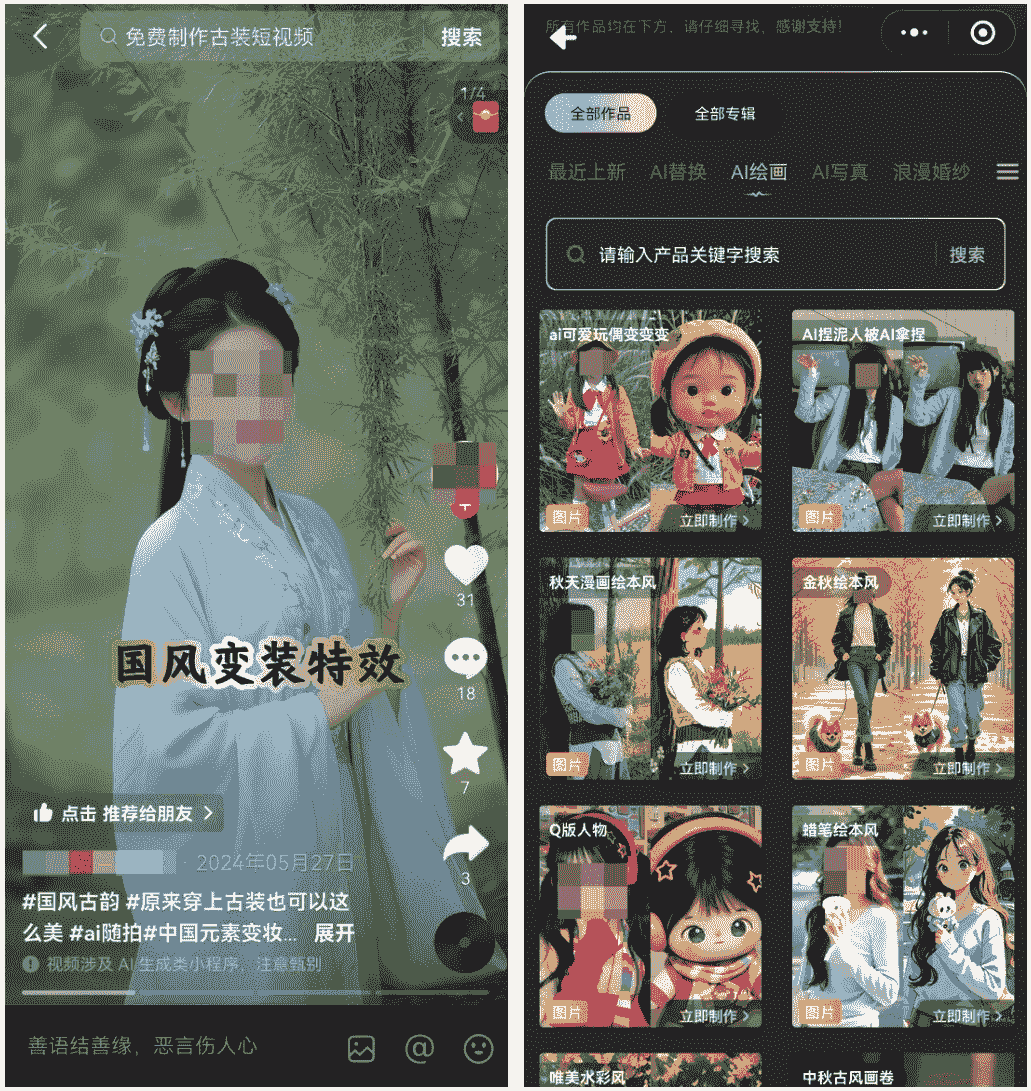 免费制作古装短视频
搜索
1/4
国风变装特效
31
18
7
3
点击 推荐给朋友
2024年05月27日
#国风古韵 #原来穿上古装也可以这
么美 #ai随拍#中国元素变妆... 展开
视频涉及 AI 生成类小程序，注意甄别
善语结善缘，恶言伤人心
所有作品均在下方，请仔细寻找，感谢支持！
全部作品
全部专辑
最近上新 AI替换 AI绘画 AI写真 浪漫婚纱
请输入产品关键字搜索
搜索
ai可爱玩偶变变变
图片
立即制作
AI捏泥人被AI拿捏
图片
立即制作
秋天漫画绘本风
图片
立即制作
金秋绘本风
图片
立即制作
Q版人物
图片
立即制作
蜡笔绘本风
图片
立即制作
唯美水彩风
中秋古风画卷